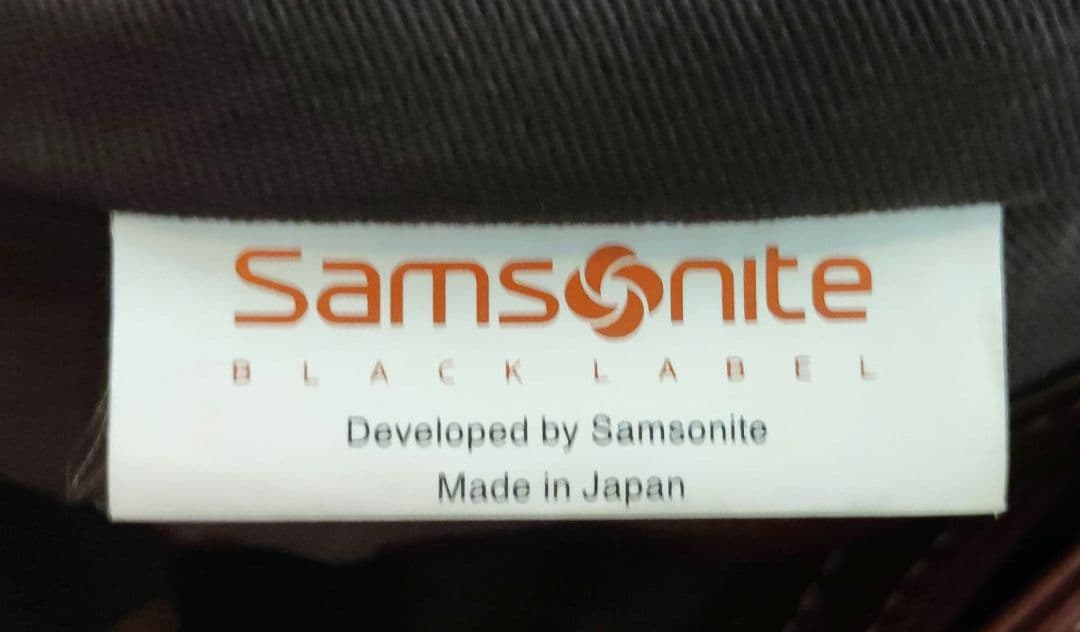 Samsonite
BLACK LABEL
Developed by Samsonite
Made in Japan